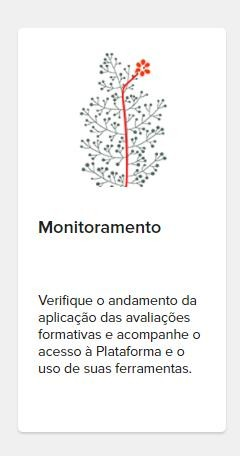 Monitoramento
Verifique o andamento da
aplicação das avaliações
formativas e acompanhe o
acesso à Plataforma e o
uso de suas ferramentas.